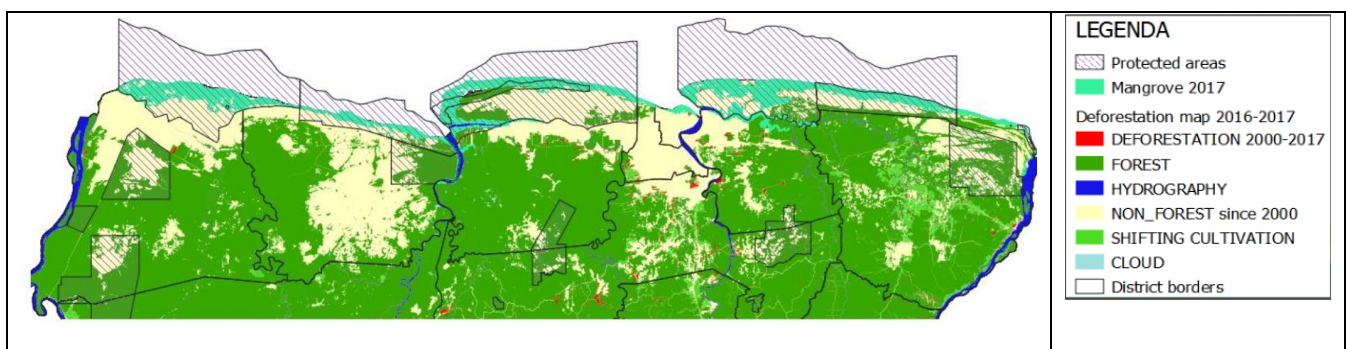 LEGENDA
Protected areas
Mangrove 2017
Deforestation map 2016-2017
DEFORESTATION 2000-2017
FOREST
HYDROGRAPHY
NON_FOREST since 2000
SHIFTING CULTIVATION
CLOUD
District borders